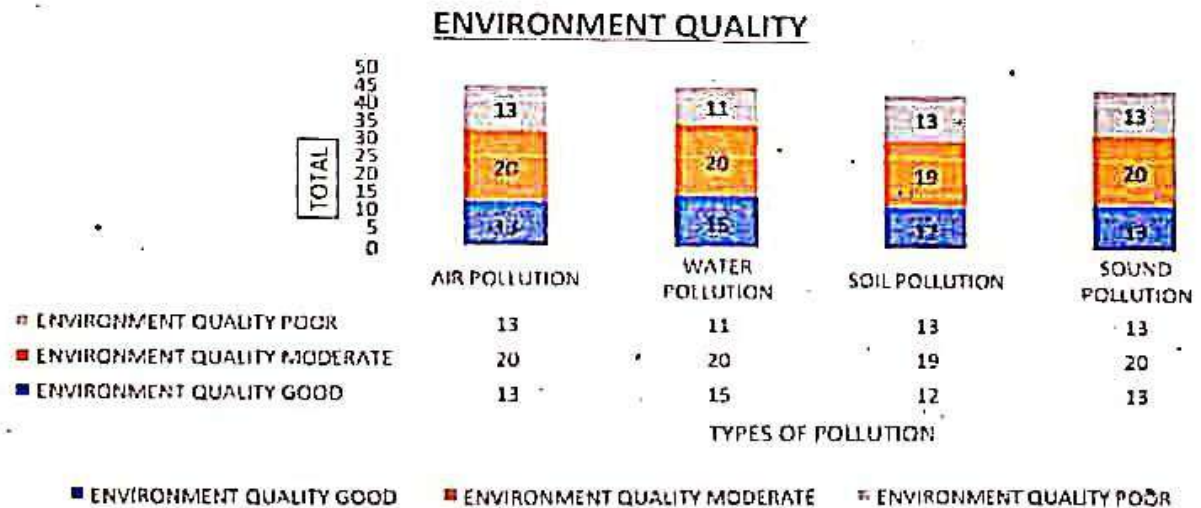 ENVIRONMENT QUALITY
50
45
40
35
30
25
20
15
10
5
0
TOTAL
13 11 13 13
20 20 19 20
13 15 12 13
AIR POLLUTION WATER POLLUTION SOIL POLLUTION SOUND POLLUTION
ENVIRONMENT QUALITY POOR 13 11 13 13
ENVIRONMENT QUALITY MODERATE 20 20 19 20
ENVIRONMENT QUALITY GOOD 13 15 12 13
TYPES OF POLLUTION
ENVIRONMENT QUALITY GOOD ENVIRONMENT QUALITY MODERATE ENVIRONMENT QUALITY POOR